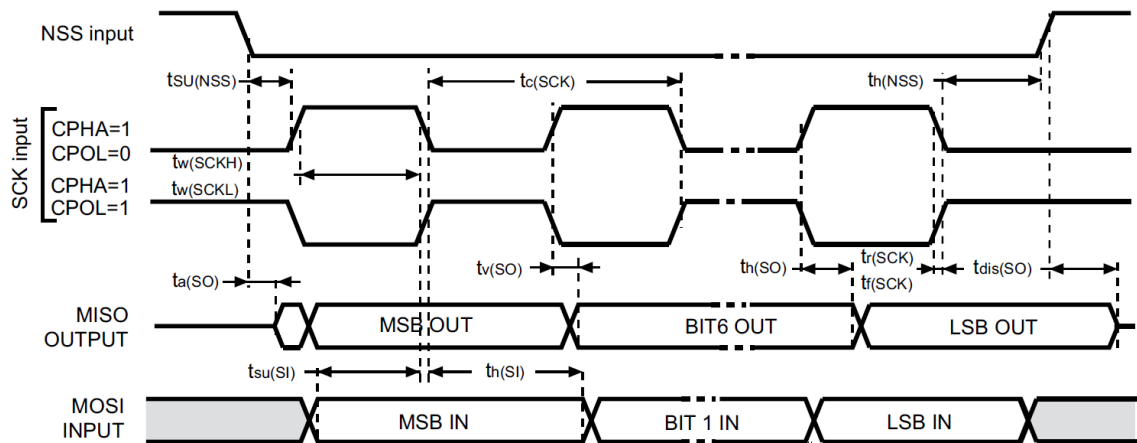 NSS input
tSU(NSS)
tc(SCK)
th(NSS)
SCK input
CPHA=1
CPOL=0
tw(SCKH)
CPHA=1
tw(SCKL)
CPOL=1
ta(SO)
tv(SO)
th(SO)
tr(SCK)
tf(SCK)
tdis(SO)
MISO
OUTPUT
MSB OUT
BIT6 OUT
LSB OUT
tsu(SI)
th(SI)
MOSI
INPUT
MSB IN
BIT 1 IN
LSB IN